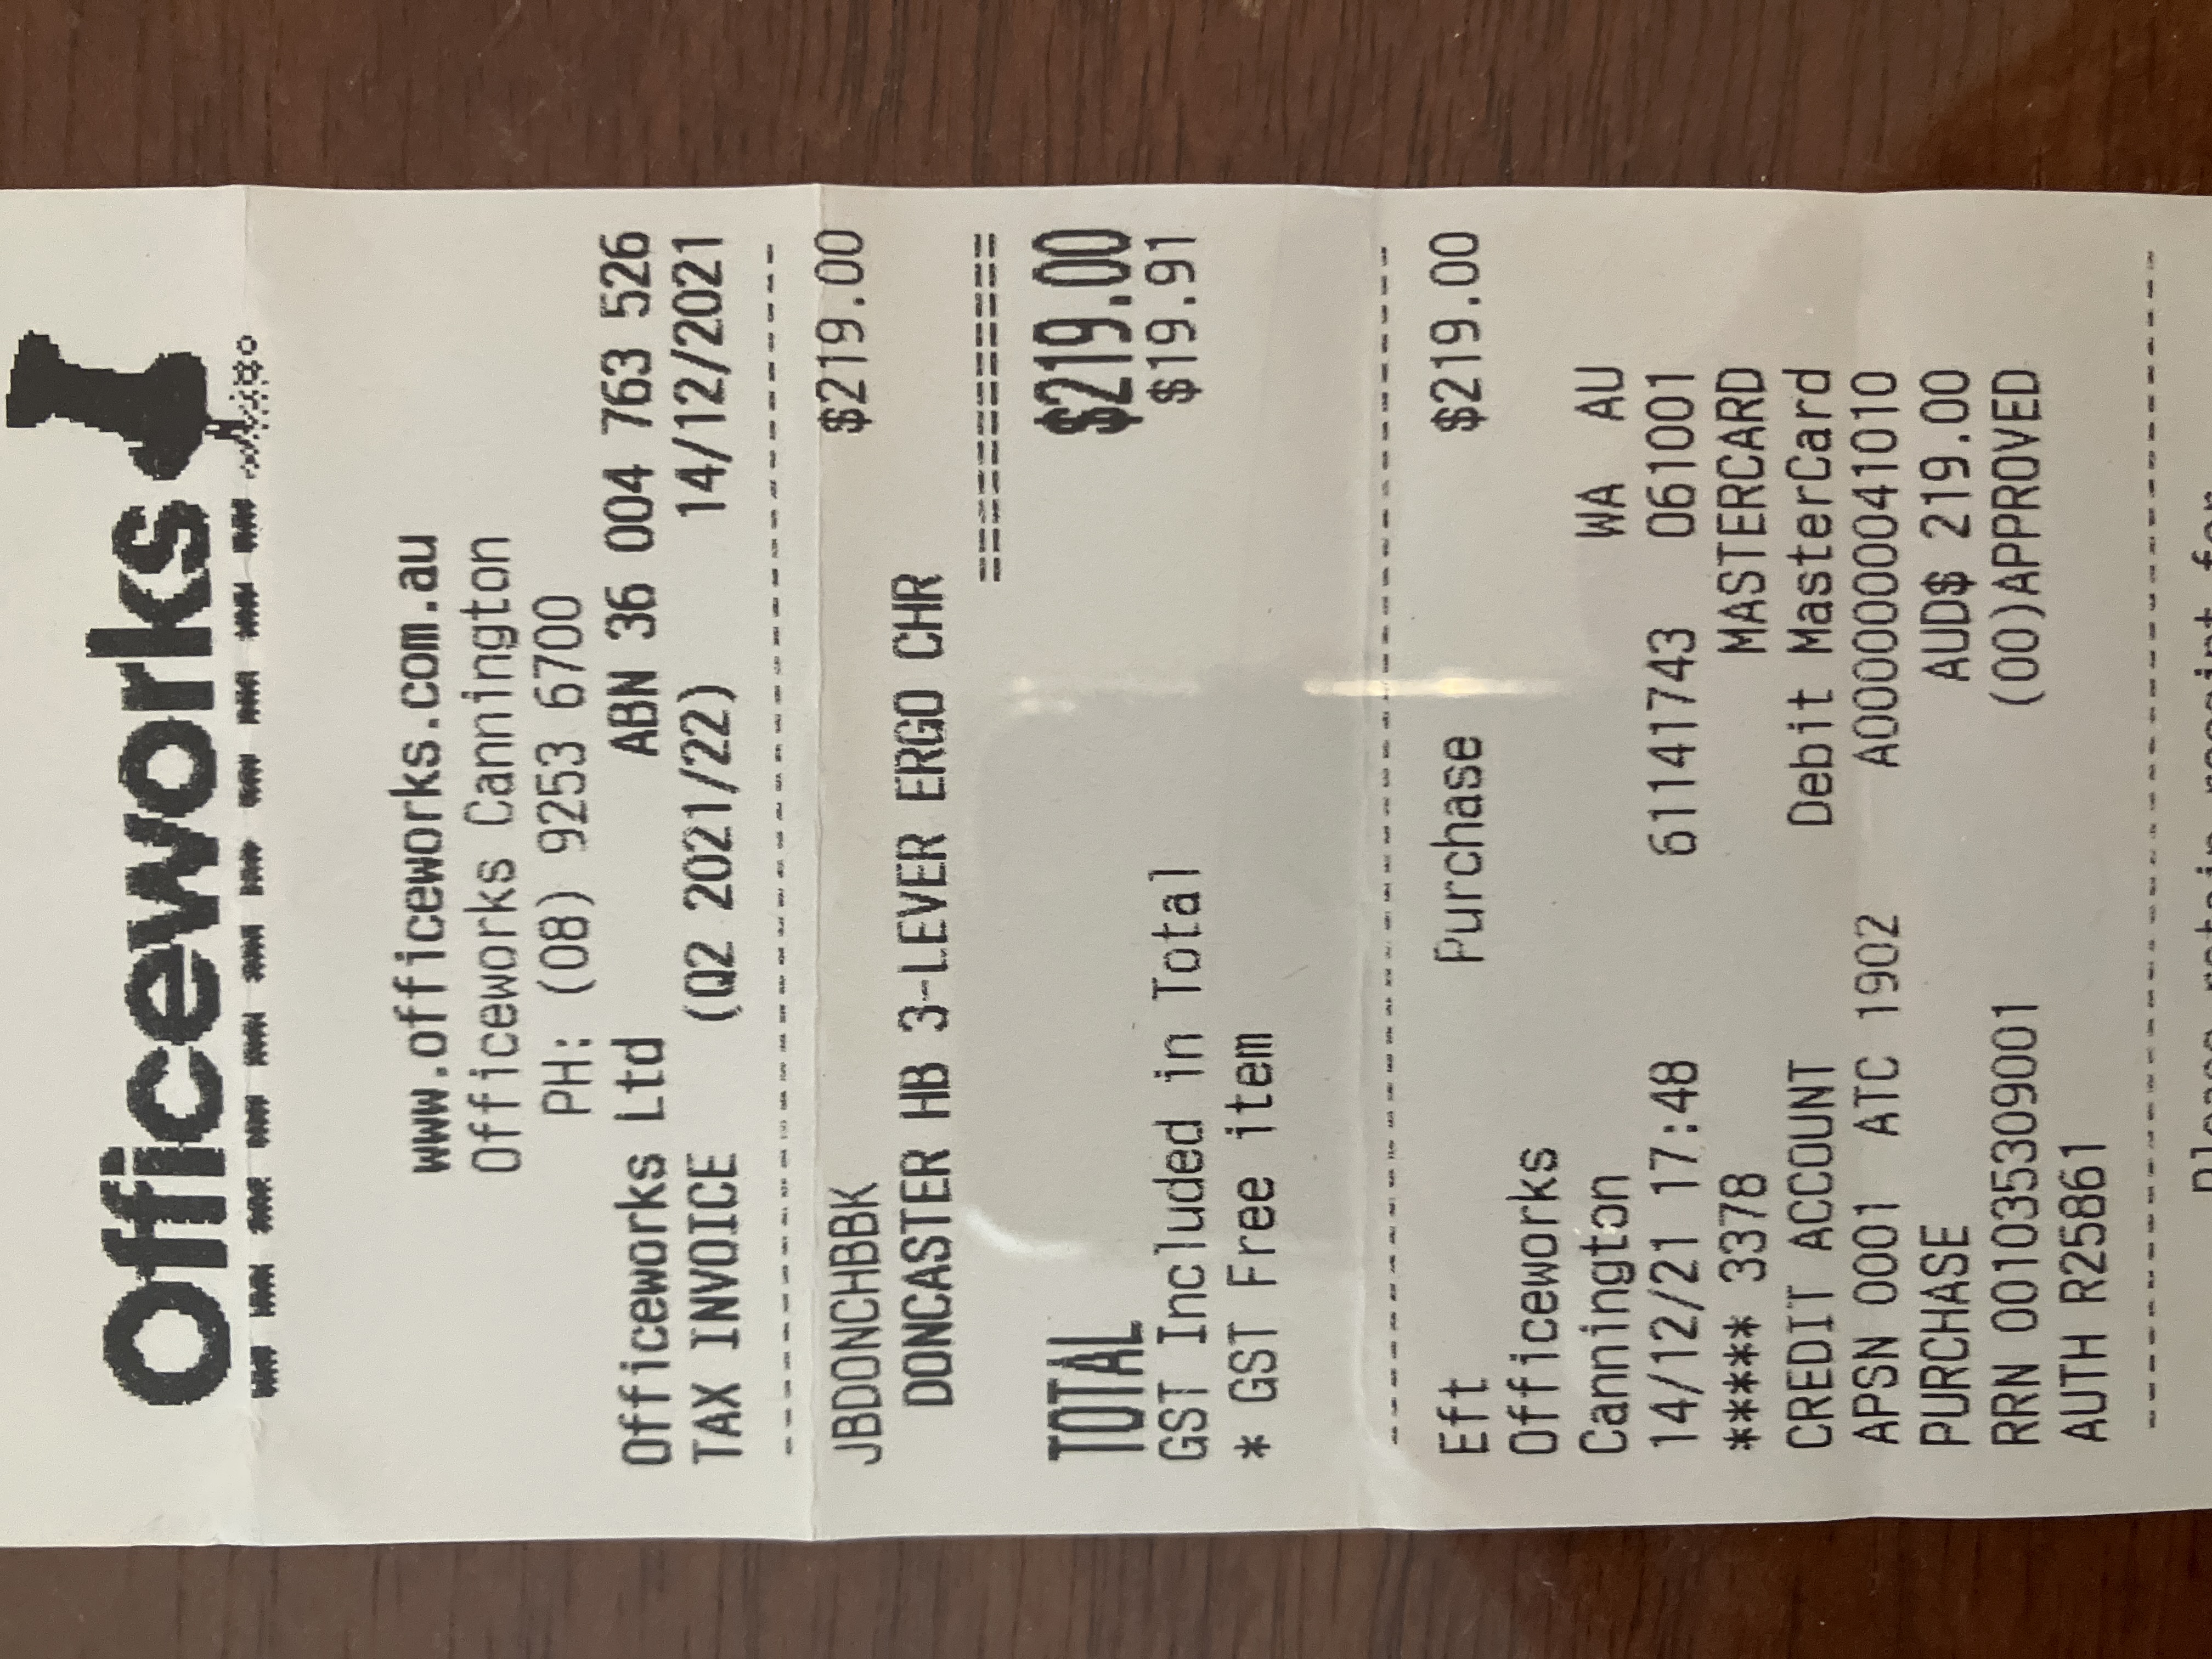 Officeworks
www.officeworks.com.au
Officeworks Cannington
PH: (08) 9253 6700
Officeworks Ltd ABN 36 004 763 526
TAX INVOICE (Q2 2021/22) 14/12/2021
JBDONCHBBK $219.00
DONCASTER HB 3-LEVER ERGO CHR
=============
TOTAL $219.00
GST Included in Total $19.91
* GST Free item
Eft Purchase $219.00
Officeworks
Cannington WA AU
14/12/21 17:48 61141743 061001
***** 3378 MASTERCARD
CREDIT ACCOUNT Debit MasterCard
APSN 0001 ATC 1902 A0000000041010
PURCHASE AUD$ 219.00
RRN 001035309001 (00)APPROVED
AUTH R25861
Please retain receipt for